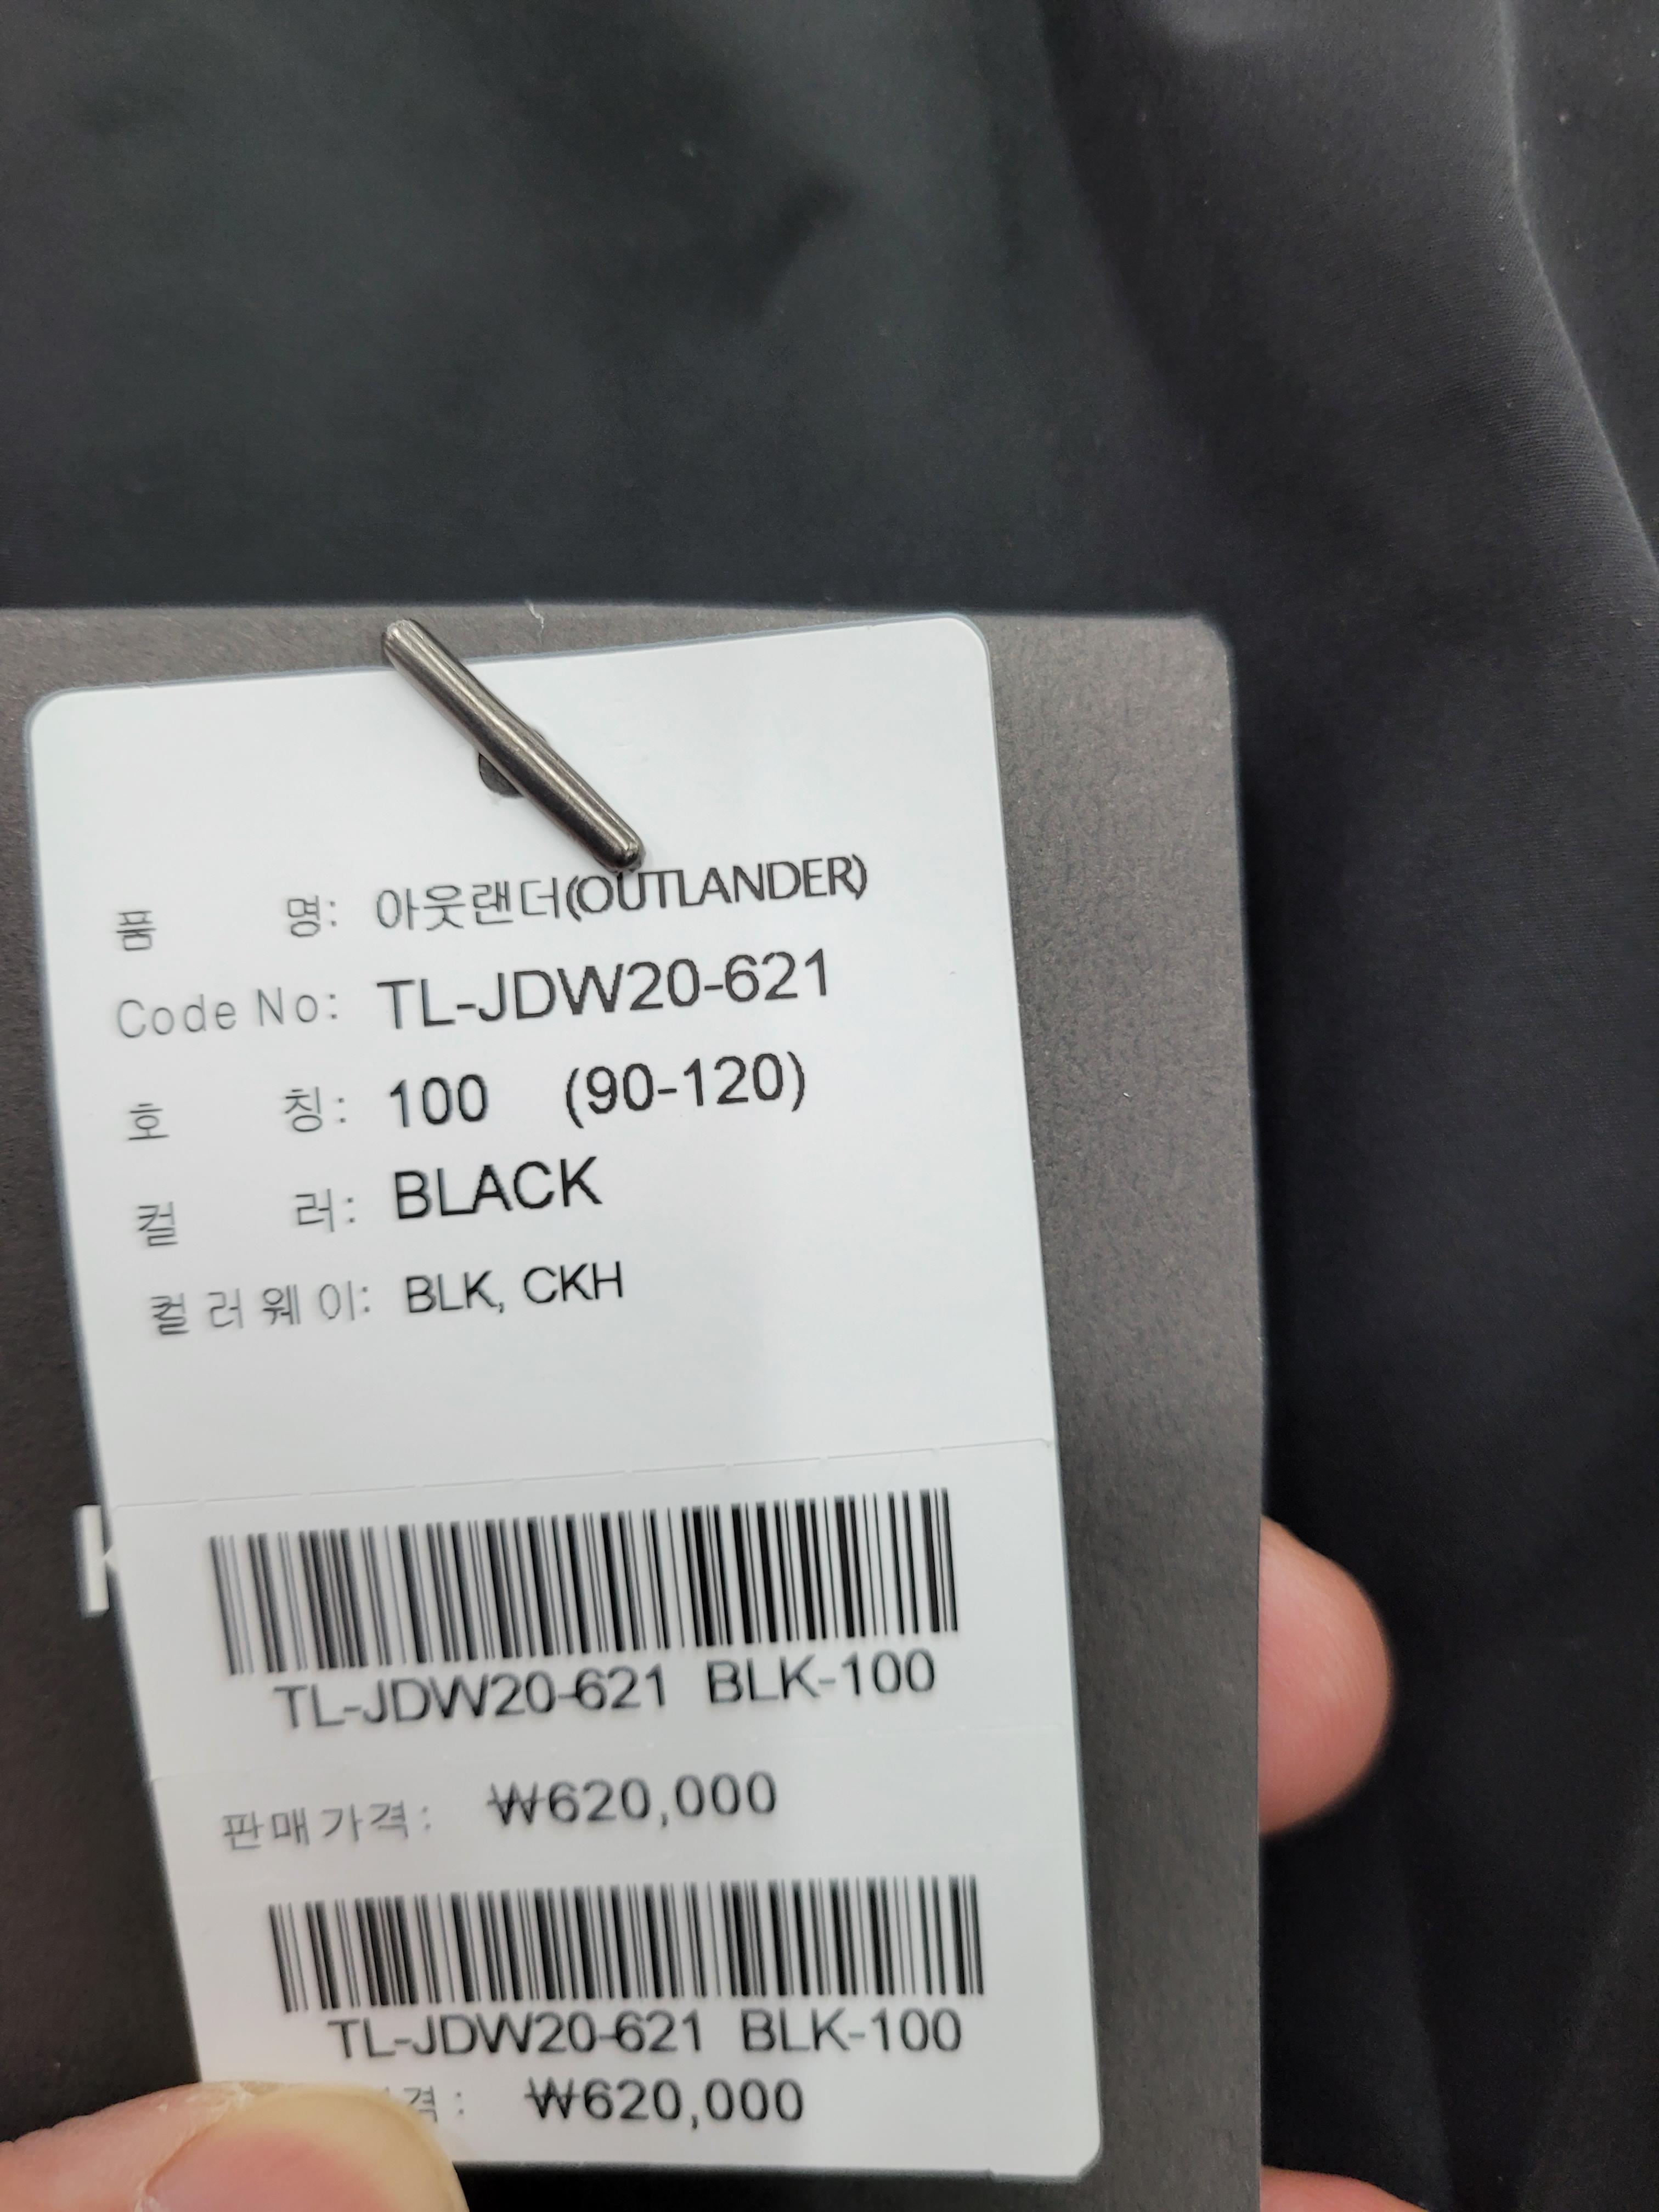 품 명: 아웃랜더(OUTLANDER)
Code No: TL-JDW20-621
호 칭: 100 (90-120)
컬 러: BLACK
컬러웨이: BLK, CKH
K
TL-JDW20-621 BLK-100
판매가격: ₩620,000
TL-JDW20-621 BLK-100
격: ₩620,000